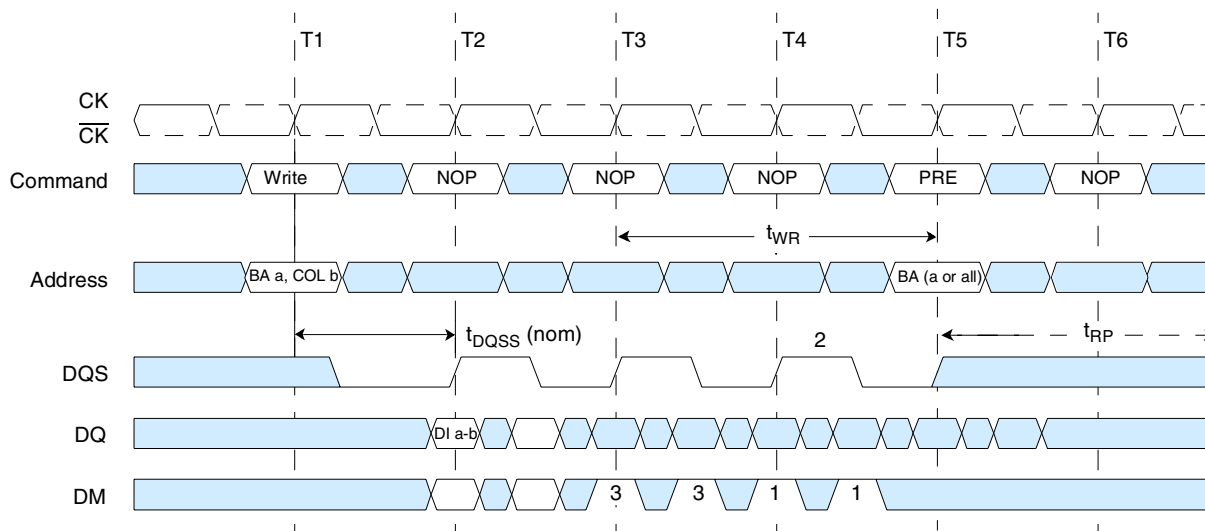 T1 T2 T3 T4 T5 T6
CK
CK
Command Write NOP NOP NOP PRE NOP
tWR
Address BA a, COL b BA (a or all)
tDQSS (nom) 2 tRP
DQS
DQ DI a-b
DM 3 3 1 1